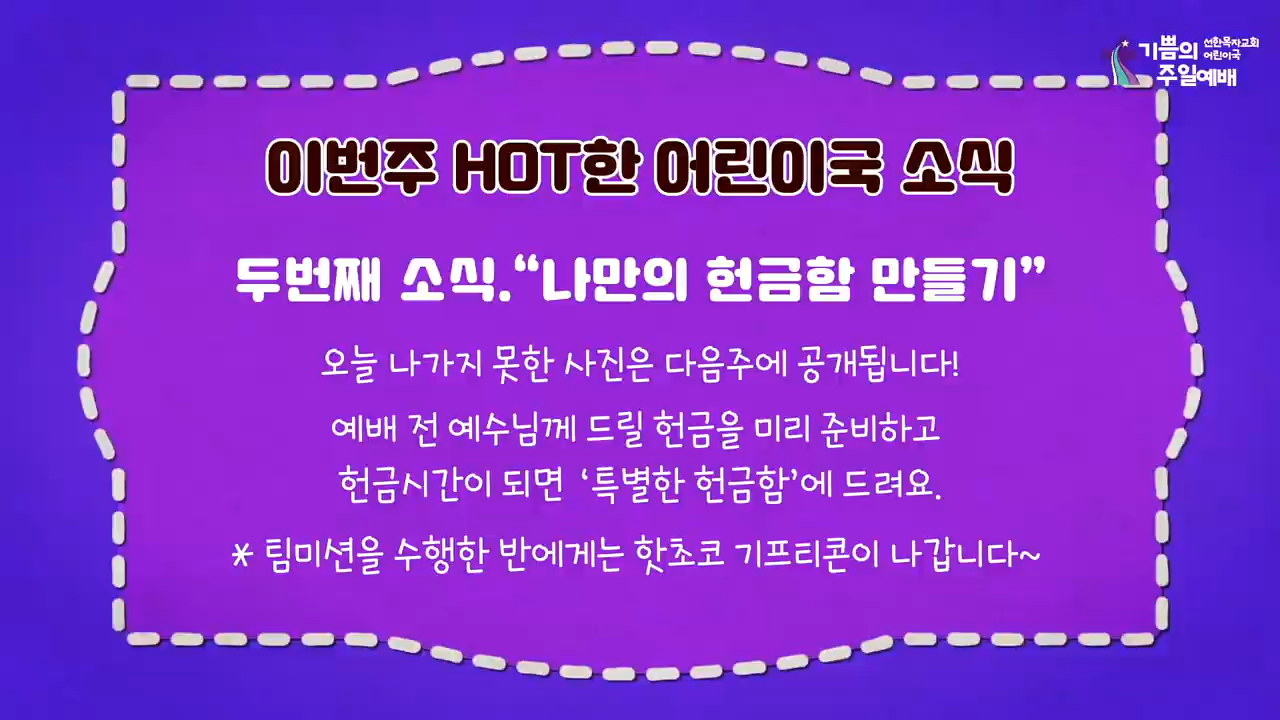 기쁨의 선한목자교회
어린이국
주일예배
이번주 HOT한 어린이국 소식
두번째 소식.“나만의 헌금함 만들기”
오늘 나가지 못한 사진은 다음주에 공개됩니다!
예배 전 예수님께 드릴 헌금을 미리 준비하고
헌금시간이 되면 ‘특별한 헌금함’에 드려요.
* 팀미션을 수행한 반에게는 핫초코 기프티콘이 나갑니다~